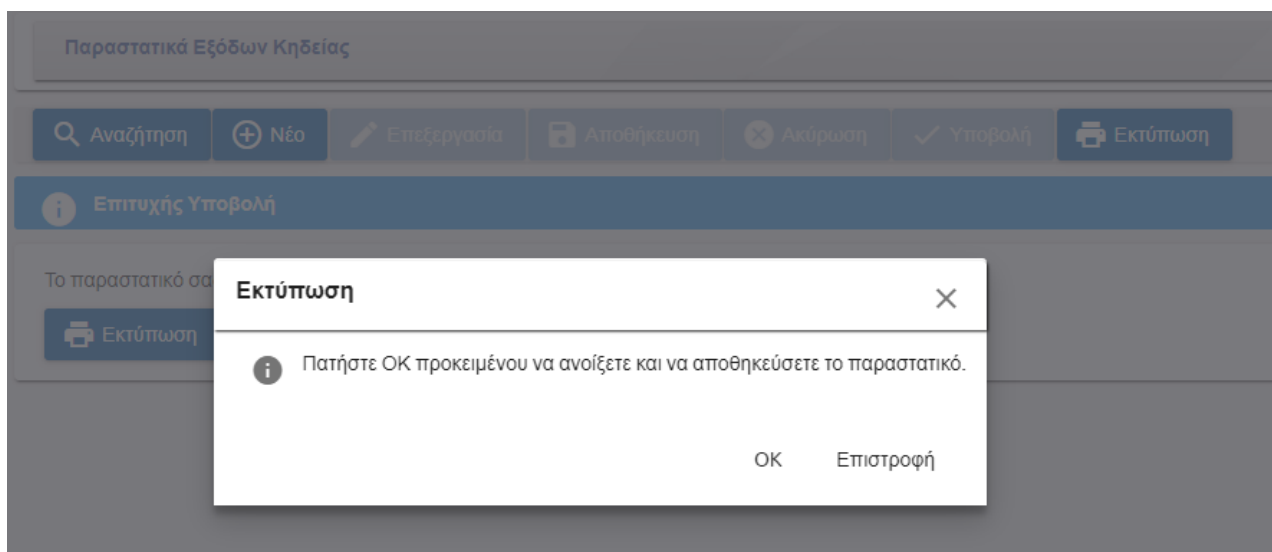 Παραστατικά Εξόδων Κηδείας
Αναζήτηση Νέο Επεξεργασία Αποθήκευση Ακύρωση Υποβολή Εκτύπωση
Επιτυχής Υποβολή
Το παραστατικό σα
Εκτύπωση
Εκτύπωση
Πατήστε ΟΚ προκειμένου να ανοίξετε και να αποθηκεύσετε το παραστατικό.
ΟΚ Επιστροφή